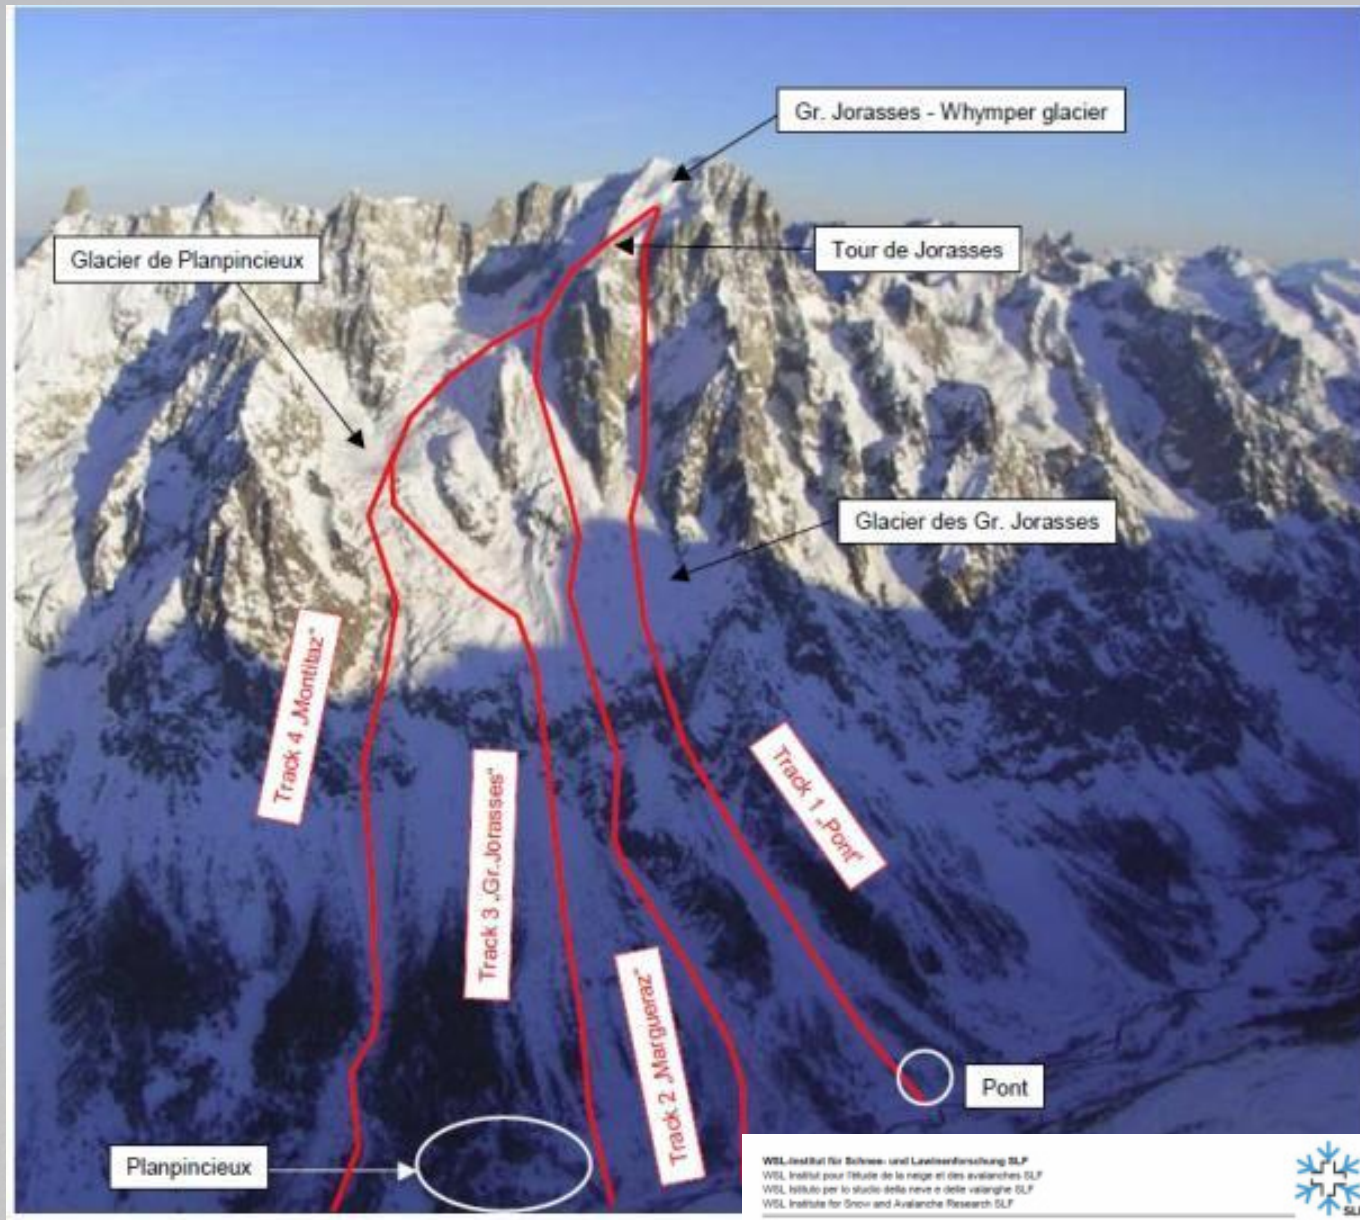 Gr. Jorasses - Whymper glacier
Tour de Jorasses
Glacier de Planpincieux
Glacier des Gr. Jorasses
Track 4 „Montitaz“
Track 3 „Gr.Jorasses“
Track 2 „Margueraz“
Track 1 „Pont“
Pont
Planpincieux
WSL-Institut für Schnee- und Lawinenforschung SLF
WSL Institut pour l'étude de la neige et des avalanches SLF
WSL Istituto per lo studio della neve e delle valanghe SLF
WSL Institute for Snow and Avalanche Research SLF
SLF